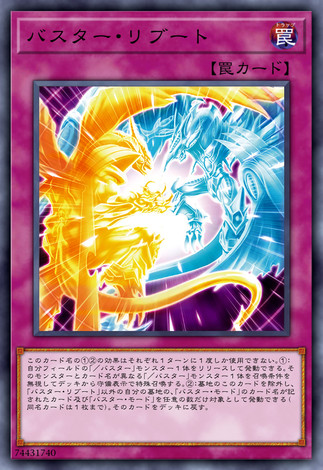 バスター・リブート
トラップ
罠
【罠カード】
このカード名の①②の効果はそれぞれ１ターンに１度しか使用できない。①：
自分フィールドの「／バスター」モンスター１体をリリースして発動できる。そ
のモンスターとカード名が異なる「／バスター」モンスター１体を召喚条件を
無視してデッキから守備表示で特殊召喚する。②：墓地のこのカードを除外し、
「バスター・リブート」以外の自分の墓地の、「バスター・モード」のカード名が記
されたカード及び「バスター・モード」を任意の数だけ対象として発動できる（
同名カードは１枚まで）。そのカードをデッキに戻す。
74431740